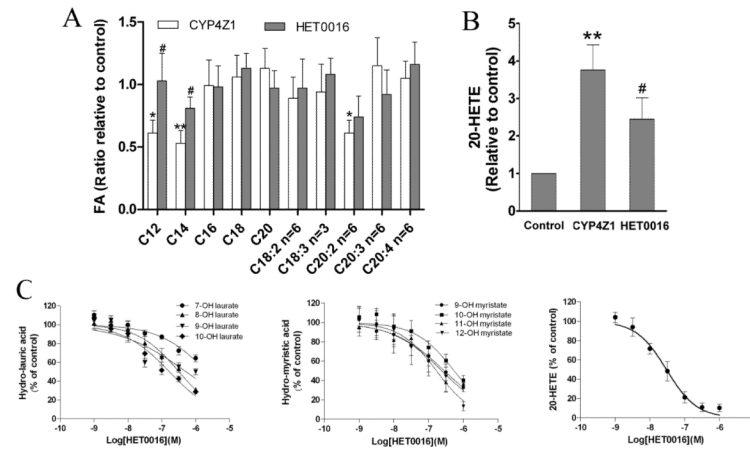 A
CYP4Z1
HET0016
FA (Ratio relative to control)
1.5
1.0
0.5
0.0
* # ** # *
C12
C14
C16
C18
C20
C18:2 n=6
C18:3 n=3
C20:2 n=6
C20:3 n=6
C20:4 n=6
B
20-HETE
(Relative to control)
5
4
3
2
1
0
** #
Control CYP4Z1 HET0016
C
Hydro-lauric acid
(% of control)
120
100
80
60
40
20
0
7-OH laurate
8-OH laurate
9-OH laurate
10-OH laurate
-10 -9 -8 -7 -6 -5
Log[HET0016](M)
Hydro-myristic acid
(% of control)
120
100
80
60
40
20
0
9-OH myristate
10-OH myristate
11-OH myristate
12-OH myristate
-10 -9 -8 -7 -6 -5
Log[HET0016](M)
20-HETE (% of control)
120
100
80
60
40
20
0
-10 -9 -8 -7 -6 -5
Log[HET0016](M)